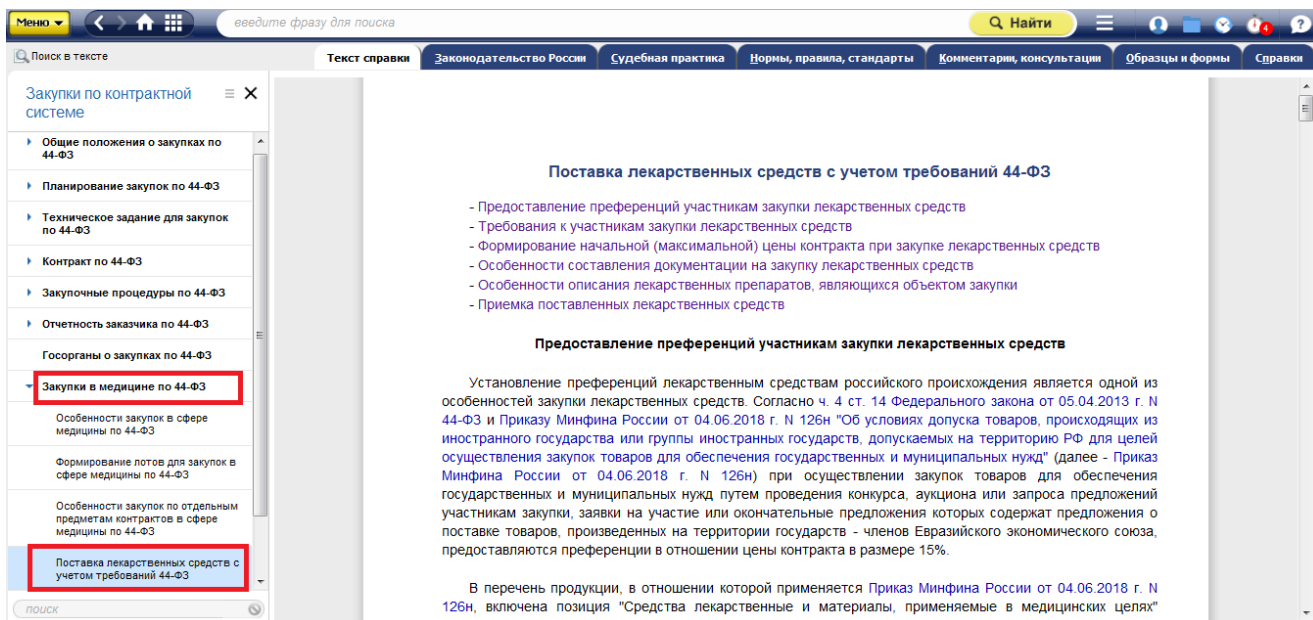 Меню
введите фразу для поиска
Найти
4
?
Поиск в тексте
Текст справки
Законодательство России
Судебная практика
Нормы, правила, стандарты
Комментарии, консультации
Образцы и формы
Справки
Закупки по контрактной
системе
Общие положения о закупках по
44-ФЗ
Планирование закупок по 44-ФЗ
Техническое задание для закупок
по 44-ФЗ
Контракт по 44-ФЗ
Закупочные процедуры по 44-ФЗ
Отчетность заказчика по 44-ФЗ
Госорганы о закупках по 44-ФЗ
Закупки в медицине по 44-ФЗ
Особенности закупок в сфере
медицины по 44-ФЗ
Формирование лотов для закупок в
сфере медицины по 44-ФЗ
Особенности закупок по отдельным
предметам контрактов в сфере
медицины по 44-ФЗ
Поставка лекарственных средств с
учетом требований 44-ФЗ
поиск
Поставка лекарственных средств с учетом требований 44-ФЗ
- Предоставление преференций участникам закупки лекарственных средств
- Требования к участникам закупки лекарственных средств
- Формирование начальной (максимальной) цены контракта при закупке лекарственных средств
- Особенности составления документации на закупку лекарственных средств
- Особенности описания лекарственных препаратов, являющихся объектом закупки
- Приемка поставленных лекарственных средств
Предоставление преференций участникам закупки лекарственных средств
Установление преференций лекарственным средствам российского происхождения является одной из
особенностей закупки лекарственных средств. Согласно ч. 4 ст. 14 Федерального закона от 05.04.2013 г. N
44-ФЗ и Приказу Минфина России от 04.06.2018 г. N 126н "Об условиях допуска товаров, происходящих из
иностранного государства или группы иностранных государств, допускаемых на территорию РФ для целей
осуществления закупок товаров для обеспечения государственных и муниципальных нужд" (далее - Приказ
Минфина России от 04.06.2018 г. N 126н) при осуществлении закупок товаров для обеспечения
государственных и муниципальных нужд путем проведения конкурса, аукциона или запроса предложений
участникам закупки, заявки на участие или окончательные предложения которых содержат предложения о
поставке товаров, произведенных на территории государств - членов Евразийского экономического союза,
предоставляются преференции в отношении цены контракта в размере 15%.
В перечень продукции, в отношении которой применяется Приказ Минфина России от 04.06.2018 г. N
126н, включена позиция "Средства лекарственные и материалы, применяемые в медицинских целях"